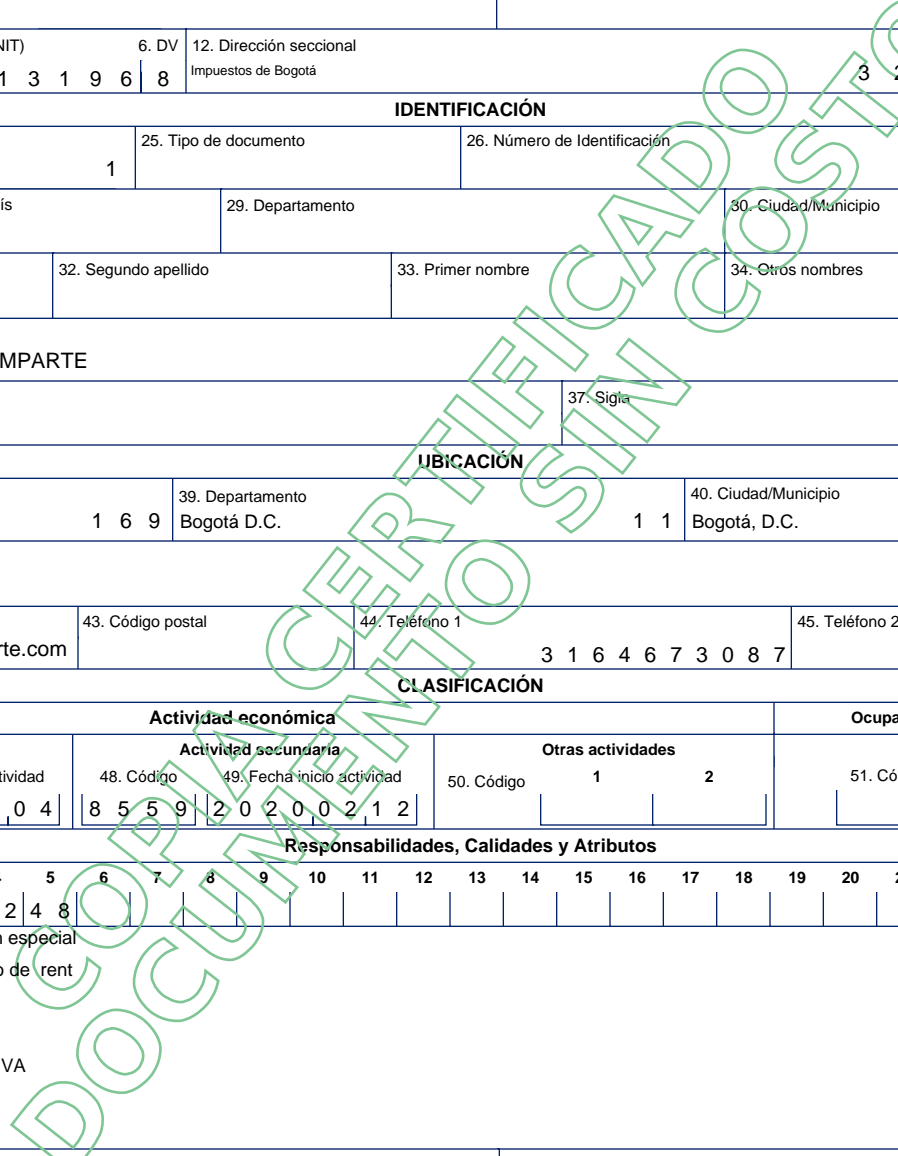 NIT) 6. DV 12. Dirección seccional
1 3 1 9 6 8 Impuestos de Bogotá 3 2
IDENTIFICACIÓN
25. Tipo de documento 26. Número de Identificación
1
ís 29. Departamento 30. Ciudad/Municipio
32. Segundo apellido 33. Primer nombre 34. Otros nombres
MPARTE
37. Sigla
UBICACIÓN
39. Departamento 40. Ciudad/Municipio
1 6 9 Bogotá D.C. 1 1 Bogotá, D.C.
43. Código postal 44. Teléfono 1 45. Teléfono 2
rte.com 3 1 6 4 6 7 3 0 8 7
CLASIFICACIÓN
Actividad económica Ocupa
Actividad secundaria Otras actividades
tividad 48. Código 49. Fecha inicio actividad 50. Código 1 2 51. Có
0 4 8 5 5 9 2 0 2 0 0 2 1 2
Responsabilidades, Calidades y Atributos
5 6 7 8 9 10 11 12 13 14 15 16 17 18 19 20 2
2 4 8
n especial
o de rent
VA
COPIA CERTIFICADO
DOCUMENTO SIN COSTO